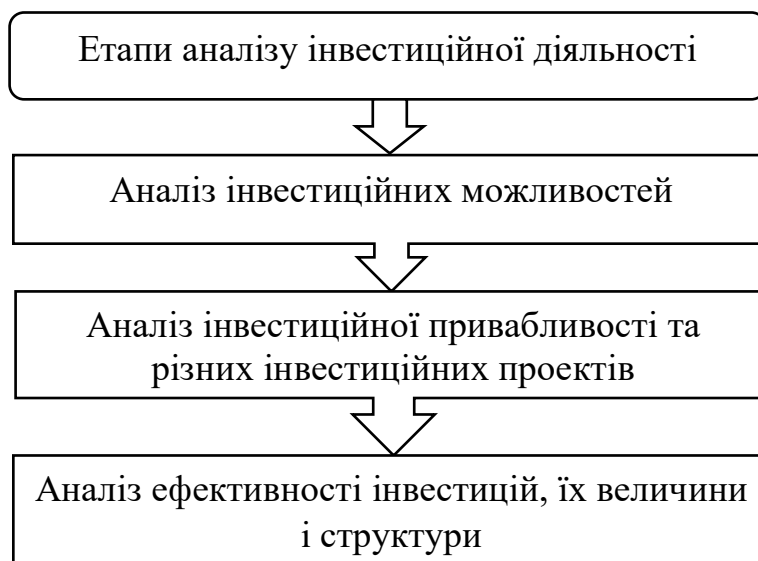 Етапи аналізу інвестиційної діяльності
Аналіз інвестиційних можливостей
Аналіз інвестиційної привабливості та
різних інвестиційних проектів
Аналіз ефективності інвестицій, їх величини
і структури